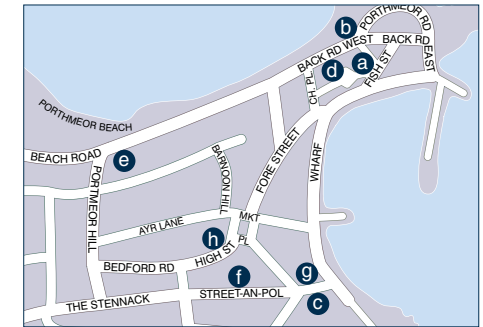 PORTHMEOR RD
b
BACK RD WEST
BACK RD EAST
a
d
FISH ST
CH. PL.
PORTHMEOR BEACH
FORE STREET
WHARF
BEACH ROAD
e
BARNOON HILL
PORTMEOR HILL
MKT
PL
AYR LANE
h
HIGH ST
BEDFORD RD
g
f
STREET-AN-POL
c
THE STENNACK